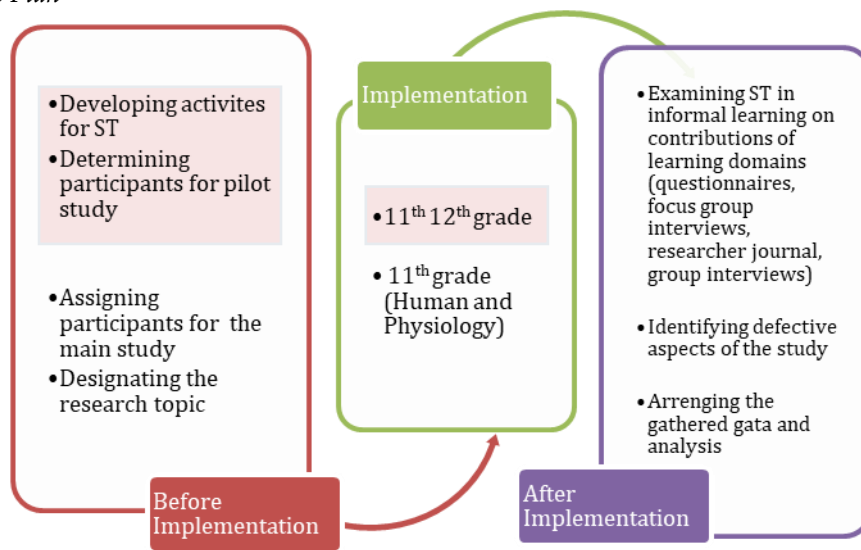 •Developing activites
for ST
•Determining
participants for pilot
study
•Assigning
participants for the
main study
•Designating the
research topic
Before
Implementation
Implementation
•11th 12th grade
• 11th grade
(Human and
Physiology)
•Examining ST in
informal learning on
contributions of
learning domains
(questionnaires,
focus group
interviews,
researcher journal,
group interviews)
•Identifying defective
aspects of the study
•Arrenging the
gathered gata and
analysis
After
Implementation